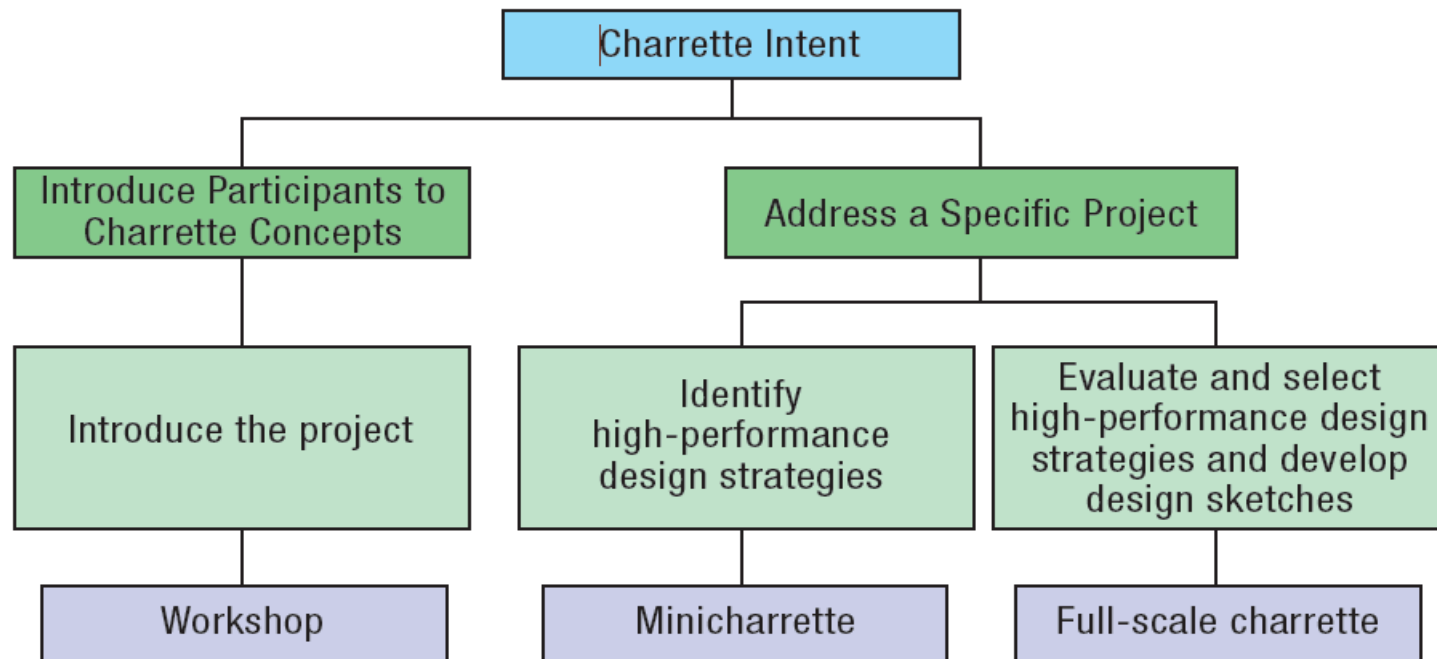 Charrette Intent
Introduce Participants to
Charrette Concepts
Address a Specific Project
Introduce the project
Identify
high-performance
design strategies
Evaluate and select
high-performance design
strategies and develop
design sketches
Workshop
Minicharrette
Full-scale charrette